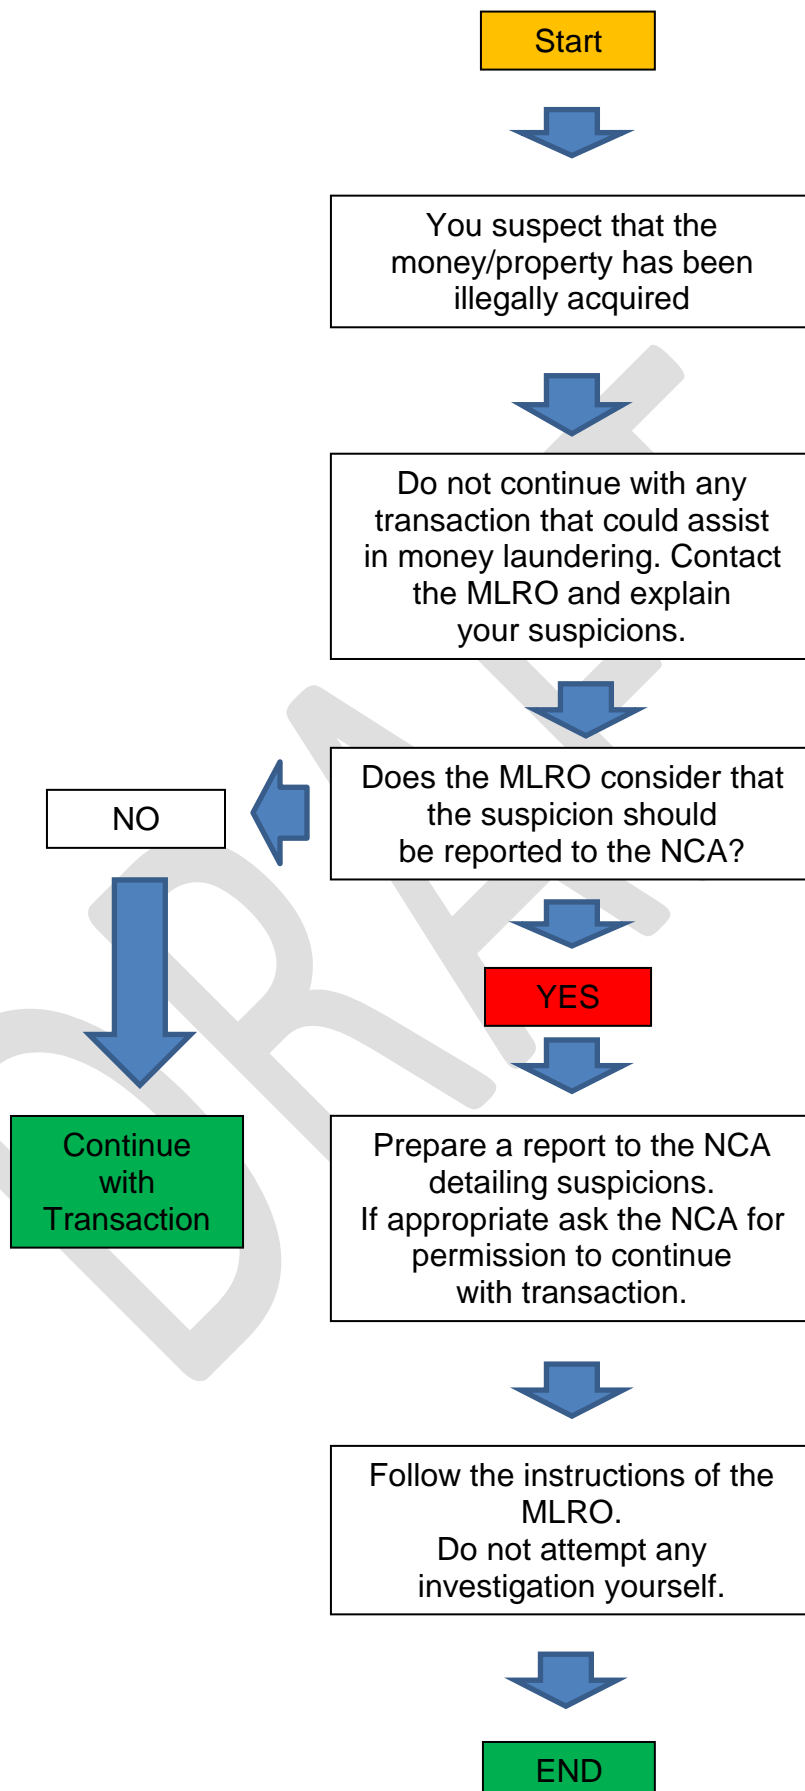 Start
You suspect that the
money/property has been
illegally acquired
Do not continue with any
transaction that could assist
in money laundering. Contact
the MLRO and explain
your suspicions.
Does the MLRO consider that
the suspicion should
be reported to the NCA?
NO
YES
Continue
with
Transaction
Prepare a report to the NCA
detailing suspicions.
If appropriate ask the NCA for
permission to continue
with transaction.
Follow the instructions of the
MLRO.
Do not attempt any
investigation yourself.
END
DRAFT